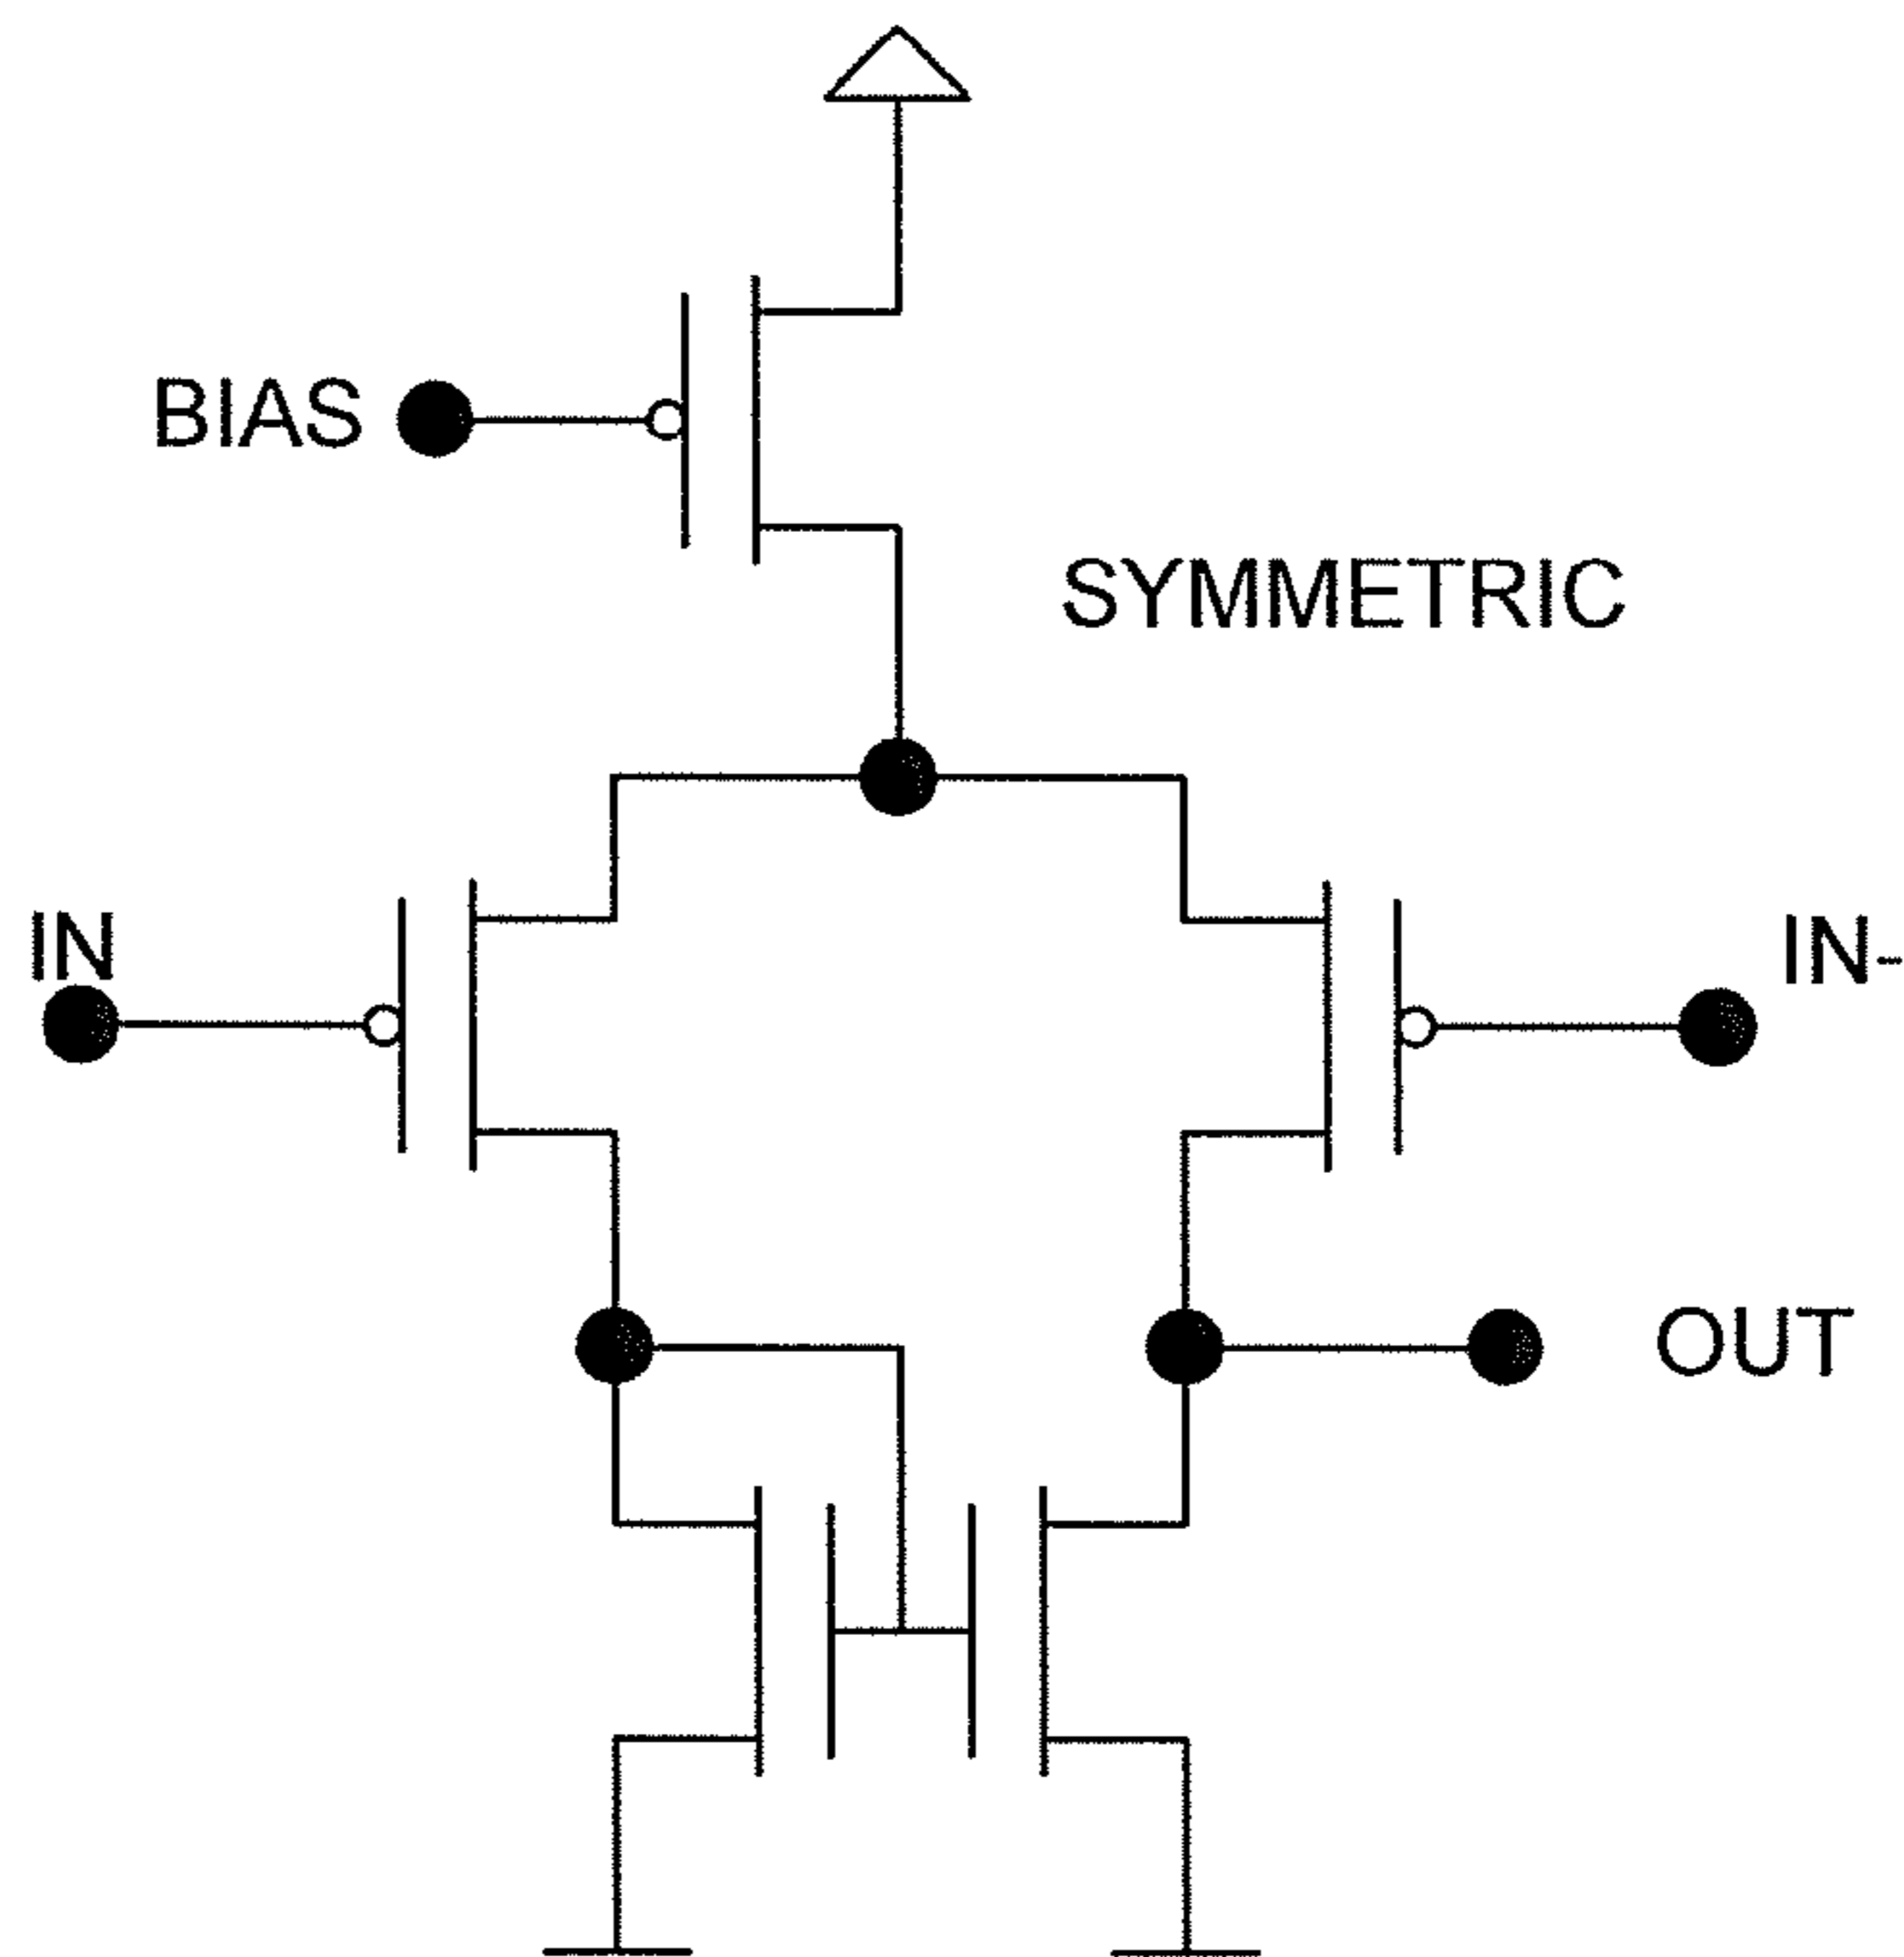 BIAS
SYMMETRIC
IN
IN-
OUT